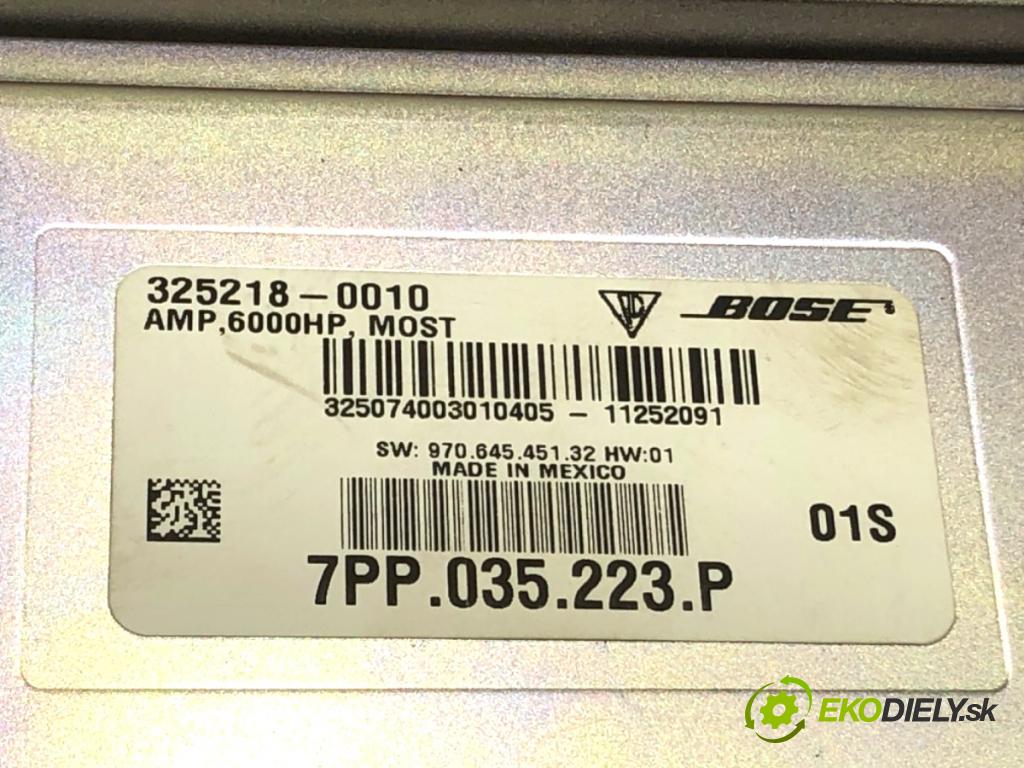 325218-0010
AMP,6000HP, MOST
BOSE
325074003010405 - 11252091
SW: 970.645.451.32 HW:01
MADE IN MEXICO
01S
7PP.035.223.P
EKODIELY.sk